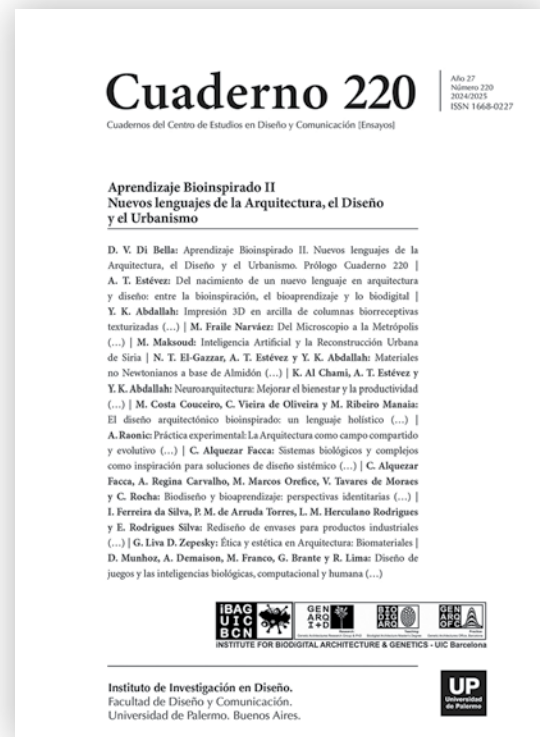 Cuaderno 220
Año 27
Número 220
2024/2025
ISSN 1668-0227
Cuadernos del Centro de Estudios en Diseño y Comunicación [Ensayos]
Aprendizaje Bioinspirado II
Nuevos lenguajes de la Arquitectura, el Diseño
y el Urbanismo
D. V. Di Bella: Aprendizaje Bioinspirado II. Nuevos lenguajes de la
Arquitectura, el Diseño y el Urbanismo. Prólogo Cuaderno 220 |
A. T. Estévez: Del nacimiento de un nuevo lenguaje en arquitectura
y diseño: entre la bioinspiración, el bioaprendizaje y lo biodigital |
Y. K. Abdallah: Impresión 3D en arcilla de columnas biorreceptivas
texturizadas (...) | M. Fraile Narváez: Del Microscopio a la Metrópolis
(...) | M. Maksoud: Inteligencia Artificial y la Reconstrucción Urbana
de Siria | N. T. El-Gazzar, A. T. Estévez y Y. K. Abdallah: Materiales
no Newtonianos a base de Almidón (...) | K. Al Chami, A. T. Estévez y
Y. K. Abdallah: Neuroarquitectura: Mejorar el bienestar y la productividad
(...) | M. Costa Couceiro, C. Vieira de Oliveira y M. Ribeiro Manaia:
El diseño arquitectónico bioinspirado: un lenguaje holístico (...) |
A. Raonic: Práctica experimental: La Arquitectura como campo compartido
y evolutivo (...) | C. Alquezar Facca: Sistemas biológicos y complejos
como inspiración para soluciones de diseño sistémico (...) | C. Alquezar
Facca, A. Regina Carvalho, M. Marcos Orefice, V. Tavares de Moraes
y C. Rocha: Biodiseño y bioaprendizaje: perspectivas identitarias (...) |
I. Ferreira da Silva, P. M. de Arruda Torres, L. M. Herculano Rodrigues
y E. Rodrigues Silva: Rediseño de envases para productos industriales
(...) | G. Liva D. Zepesky: Ética y estética en Arquitectura: Biomateriales |
D. Munhoz, A. Demaison, M. Franco, G. Brante y R. Lima: Diseño de
juegos y las inteligencias biológicas, computacional y humana (...)
iBAG
UIC
BCN
GEN
ARQ
I+D
BIO
DIG
ARQ
GEN
ARQ
OFC
iNSTITUTE FOR BiODiGITAL ARCHITECTURE & GENETICS - UIC Barcelona
Instituto de Investigación en Diseño.
Facultad de Diseño y Comunicación.
Universidad de Palermo. Buenos Aires.
UP
Universidad
de Palermo